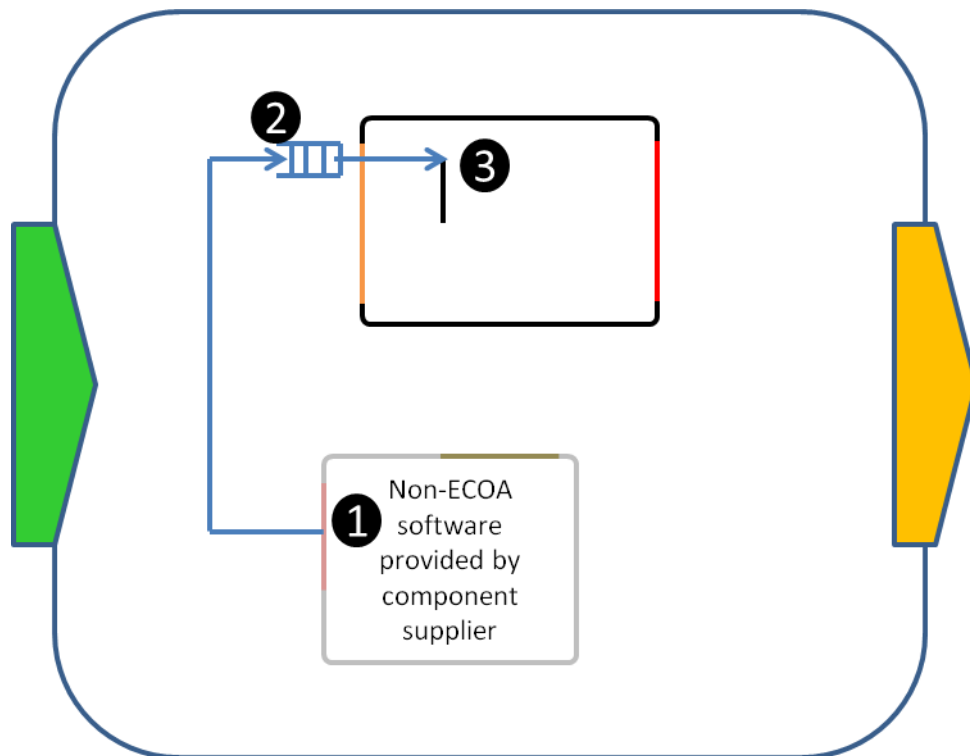 2
3
1
Non-ECOA
software
provided by
component
supplier